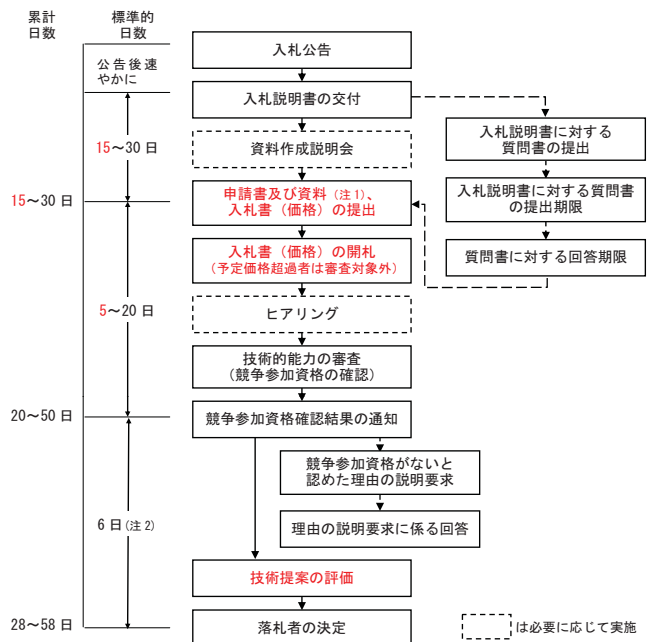 累計
日数
標準的
日数
公告後速
やかに
15～30 日
15～30 日
5～20 日
20～50 日
6 日(注 2)
28～58 日
入札公告
入札説明書の交付
資料作成説明会
申請書及び資料 (注 1)、
入札書（価格）の提出
入札書（価格）の開札
(予定価格超過者は審査対象外)
ヒアリング
技術的能力の審査
(競争参加資格の確認)
競争参加資格確認結果の通知
競争参加資格がないと
認めた理由の説明要求
理由の説明要求に係る回答
技術提案の評価
落札者の決定
入札説明書に対する
質問書の提出
入札説明書に対する質問書
の提出期限
質問書に対する回答期限
は必要に応じて実施